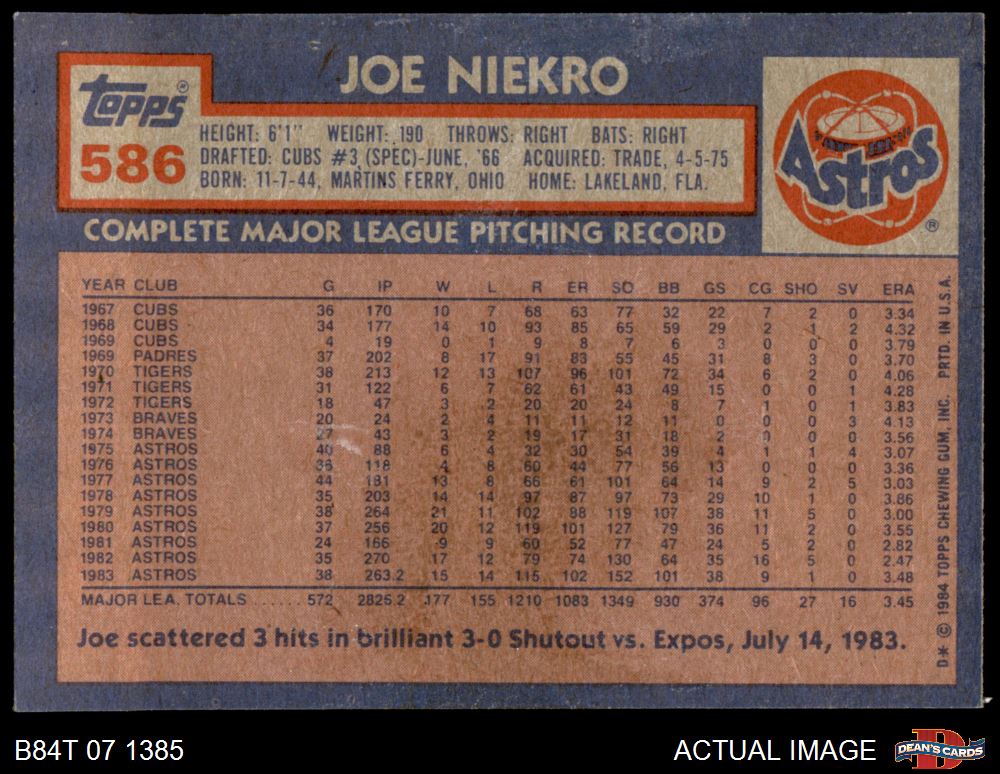 JOE NIEKRO
topps®
586
HEIGHT: 6'1" WEIGHT: 190 THROWS: RIGHT BATS: RIGHT
DRAFTED: CUBS #3 (SPEC)-JUNE, '66 ACQUIRED: TRADE, 4-5-75
BORN: 11-7-44, MARTINS FERRY, OHIO HOME: LAKELAND, FLA.
Astros
®
COMPLETE MAJOR LEAGUE PITCHING RECORD
YEAR CLUB G IP W L R ER SO BB GS CG SHO SV ERA
1967 CUBS 36 170 10 7 68 63 77 32 22 7 2 0 3.34
1968 CUBS 34 177 14 10 93 85 65 59 29 2 1 2 4.32
1969 CUBS 4 19 0 1 9 8 7 6 3 0 0 0 3.79
1969 PADRES 37 202 8 17 91 83 55 45 31 8 3 0 3.70
1970 TIGERS 38 213 12 13 107 96 101 72 34 6 2 0 4.06
1971 TIGERS 31 122 6 7 62 61 43 49 15 0 0 1 4.28
1972 TIGERS 18 47 3 2 20 20 24 8 7 1 0 1 3.83
1973 BRAVES 20 24 2 4 11 11 12 11 0 0 0 3 4.13
1974 BRAVES 27 43 3 2 19 17 31 18 2 0 0 0 3.56
1975 ASTROS 40 88 6 4 32 30 54 39 4 1 1 4 3.07
1976 ASTROS 36 118 4 8 60 44 77 56 13 0 0 0 3.36
1977 ASTROS 44 181 13 8 66 61 101 64 14 9 2 5 3.03
1978 ASTROS 35 203 14 14 97 87 97 73 29 10 1 0 3.86
1979 ASTROS 38 264 21 11 102 88 119 107 38 11 5 0 3.00
1980 ASTROS 37 256 20 12 119 101 127 79 36 11 2 0 3.55
1981 ASTROS 24 166 9 9 60 52 77 47 24 5 2 0 2.82
1982 ASTROS 35 270 17 12 79 74 130 64 35 16 5 0 2.47
1983 ASTROS 38 263.2 15 14 115 102 152 101 38 9 1 0 3.48
MAJOR LEA. TOTALS ...... 572 2826.2 177 155 1210 1083 1349 930 374 96 27 16 3.45
Joe scattered 3 hits in brilliant 3-0 Shutout vs. Expos, July 14, 1983.
D✻ © 1984 TOPPS CHEWING GUM, INC. PRTD. IN U.S.A.
B84T 07 1385
ACTUAL IMAGE
D
DEAN'S CARDS